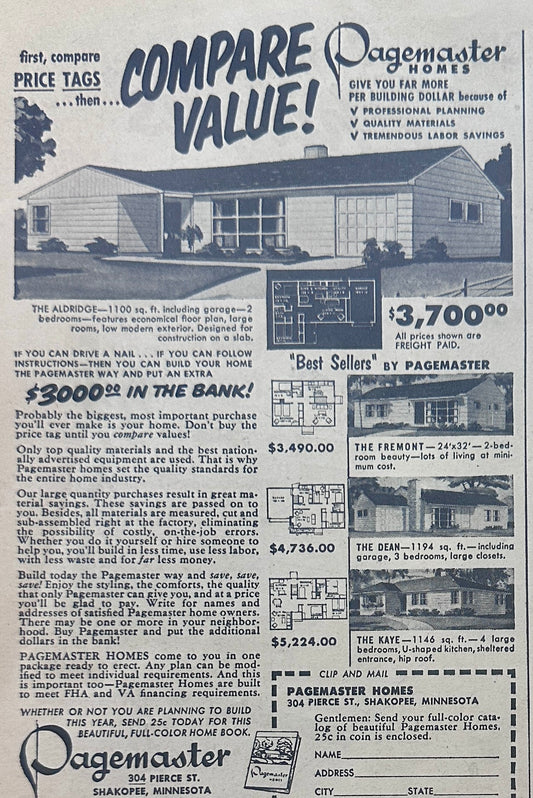 first, compare
PRICE TAGS
...then...
COMPARE
VALUE!
Pagemaster
HOMES
GIVE YOU FAR MORE
PER BUILDING DOLLAR because of
√ PROFESSIONAL PLANNING
√ QUALITY MATERIALS
√ TREMENDOUS LABOR SAVINGS
THE ALDRIDGE—1100 sq. ft. including garage—2
bedrooms—features economical floor plan, large
rooms, low modern exterior. Designed for
construction on a slab.
$3,700⁰⁰
All prices shown are
FREIGHT PAID.
IF YOU CAN DRIVE A NAIL . . . IF YOU CAN FOLLOW
INSTRUCTIONS—THEN YOU CAN BUILD YOUR HOME
THE PAGEMASTER WAY AND PUT AN EXTRA
$3000⁰⁰ IN THE BANK!
Probably the biggest, most important purchase
you'll ever make is your home. Don't buy the
price tag until you compare values!
Only top quality materials and the best nation-
ally advertised equipment are used. That is why
Pagemaster homes set the quality standards for
the entire home industry.
Our large quantity purchases result in great ma-
terial savings. These savings are passed on to
you. Besides, all materials are measured, cut and
sub-assembled right at the factory, eliminating
the possibility of costly, on-the-job errors.
Whether you do it yourself or hire someone to
help you, you'll build in less time, use less labor,
with less waste and for far less money.
Build today the Pagemaster way and save, save,
save! Enjoy the styling, the comforts, the quality
that only Pagemaster can give you, and at a price
you'll be glad to pay. Write for names and
addresses of satisfied Pagemaster home owners.
There may be one or more in your neighbor-
hood. Buy Pagemaster and put the additional
dollars in the bank!
PAGEMASTER HOMES come to you in one
package ready to erect. Any plan can be mod-
ified to meet individual requirements. And this
is important too—Pagemaster Homes are built
to meet FHA and VA financing requirements.
WHETHER OR NOT YOU ARE PLANNING TO BUILD
THIS YEAR, SEND 25c TODAY FOR THIS
BEAUTIFUL, FULL-COLOR HOME BOOK.
Pagemaster
304 PIERCE ST.
SHAKOPEE, MINNESOTA
"Best Sellers" BY PAGEMASTER
$3,490.00
THE FREMONT — 24'x32' — 2-bed-
room beauty—lots of living at mini-
mum cost.
$4,736.00
THE DEAN—1194 sq. ft.—including
garage, 3 bedrooms, large closets.
$5,224.00
THE KAYE—1146 sq. ft.—4 large
bedrooms, U-shaped kitchen, sheltered
entrance, hip roof.
CLIP AND MAIL
PAGEMASTER HOMES
304 PIERCE ST., SHAKOPEE, MINNESOTA
Gentlemen: Send your full-color cata-
log of beautiful Pagemaster Homes.
25c in coin is enclosed.
NAME
ADDRESS
CITY STATE
Pagemaster